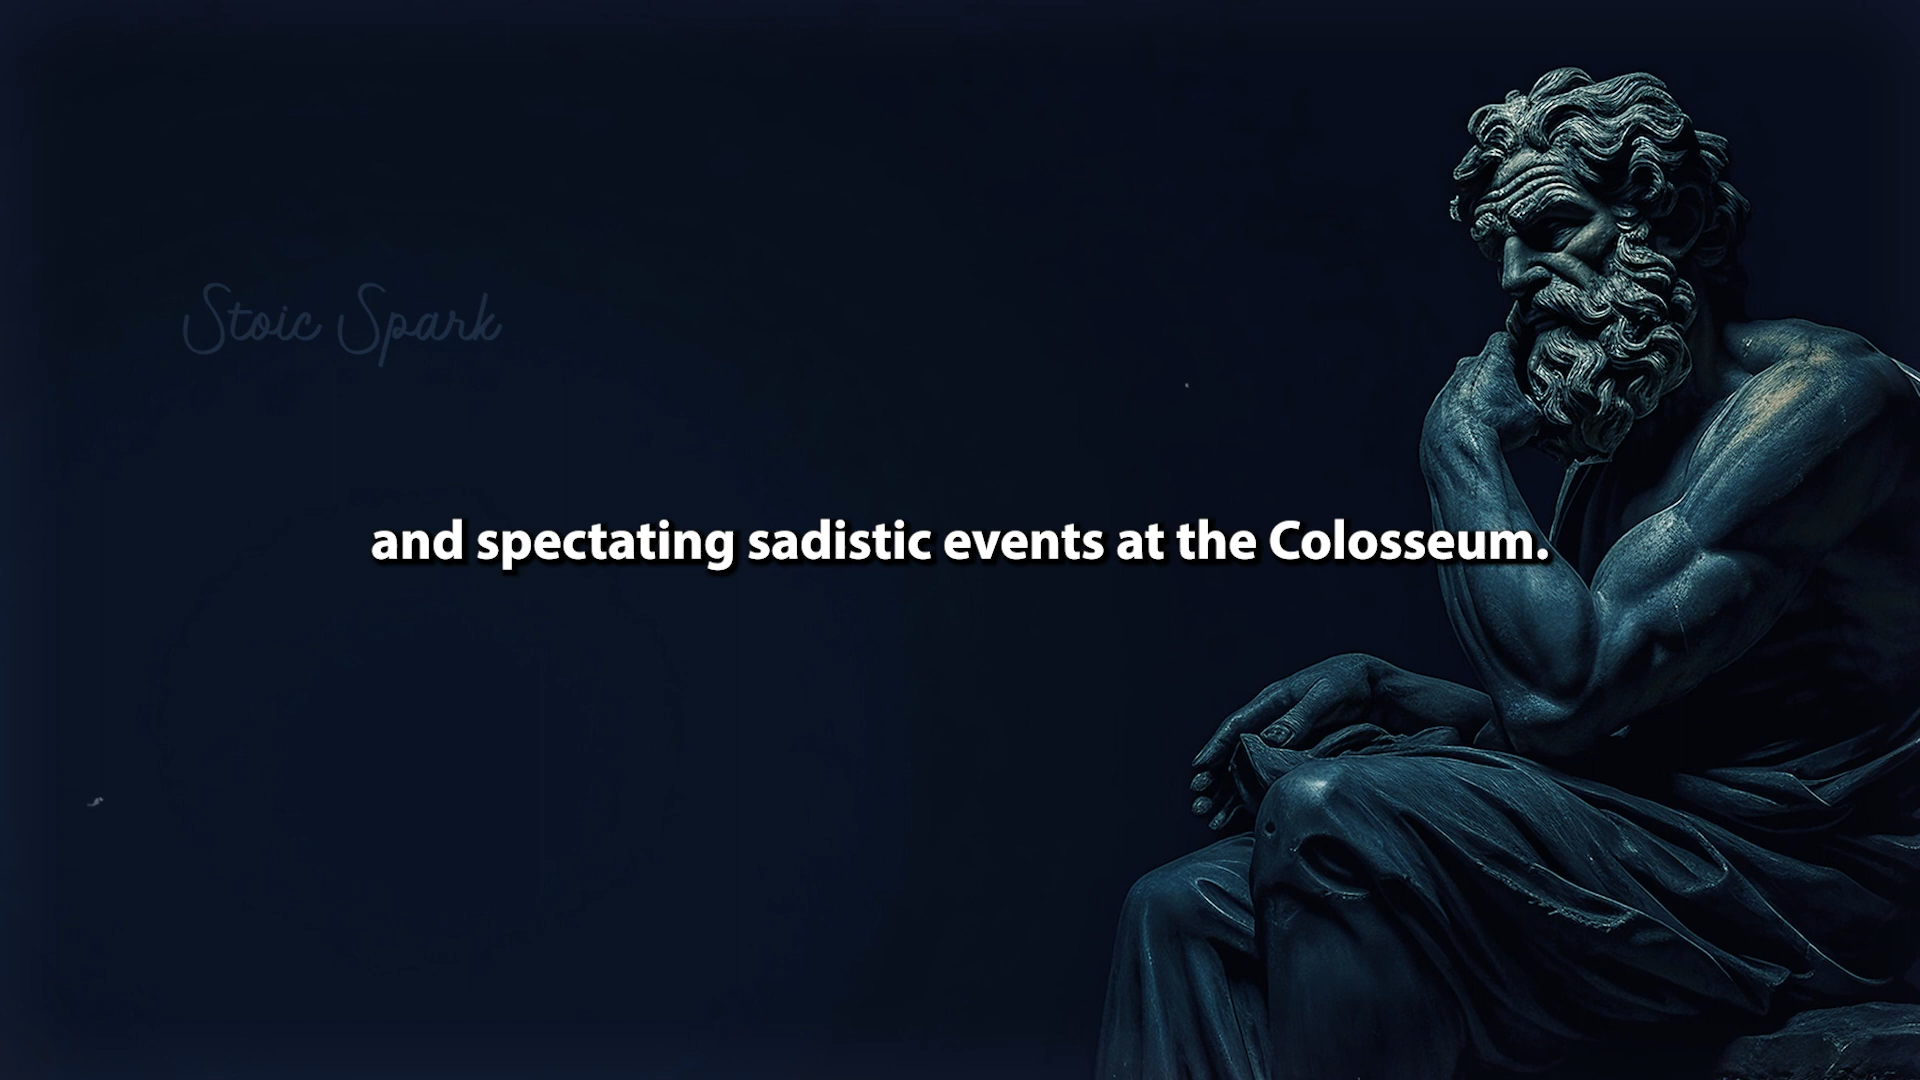 Stoic Spark
and spectating sadistic events at the Colosseum.